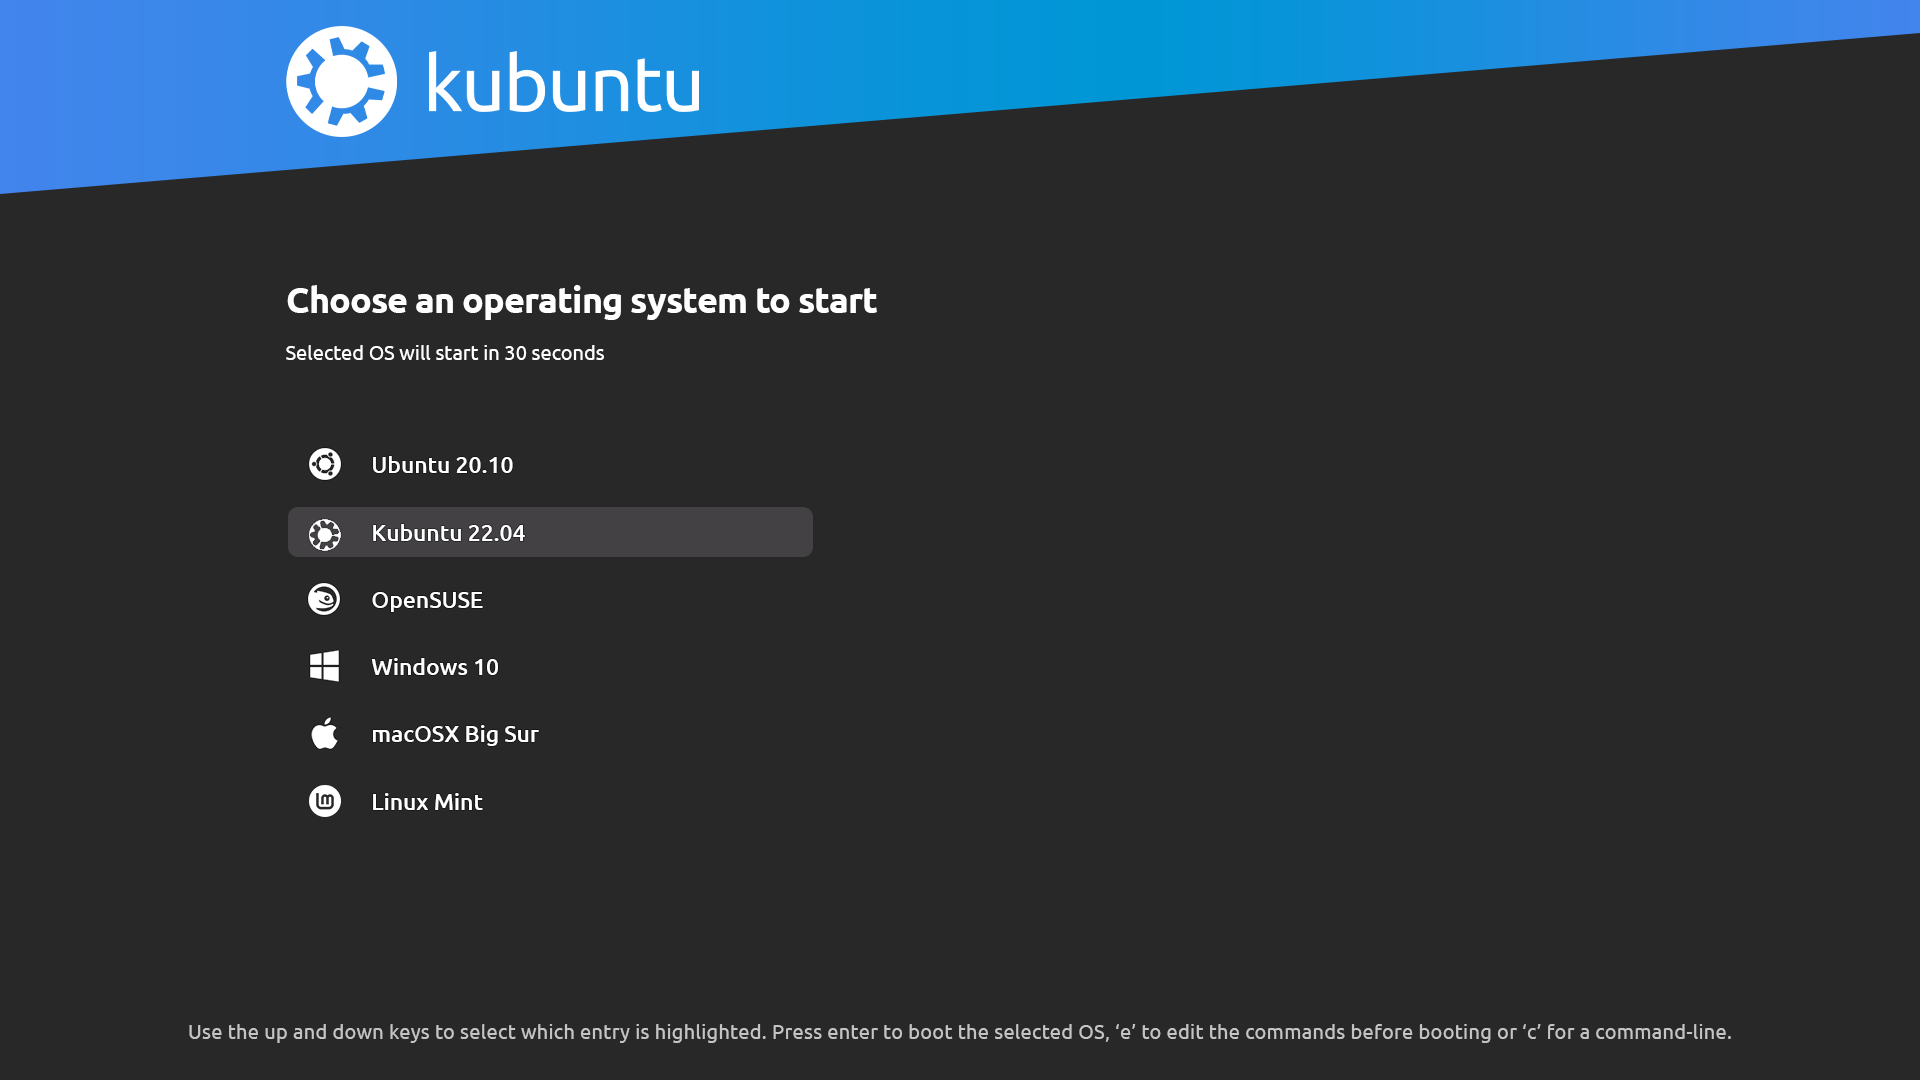 kubuntu
Choose an operating system to start
Selected OS will start in 30 seconds
Ubuntu 20.10
Kubuntu 22.04
OpenSUSE
Windows 10
macOSX Big Sur
Linux Mint
Use the up and down keys to select which entry is highlighted. Press enter to boot the selected OS, ‘e’ to edit the commands before booting or ‘c’ for a command-line.